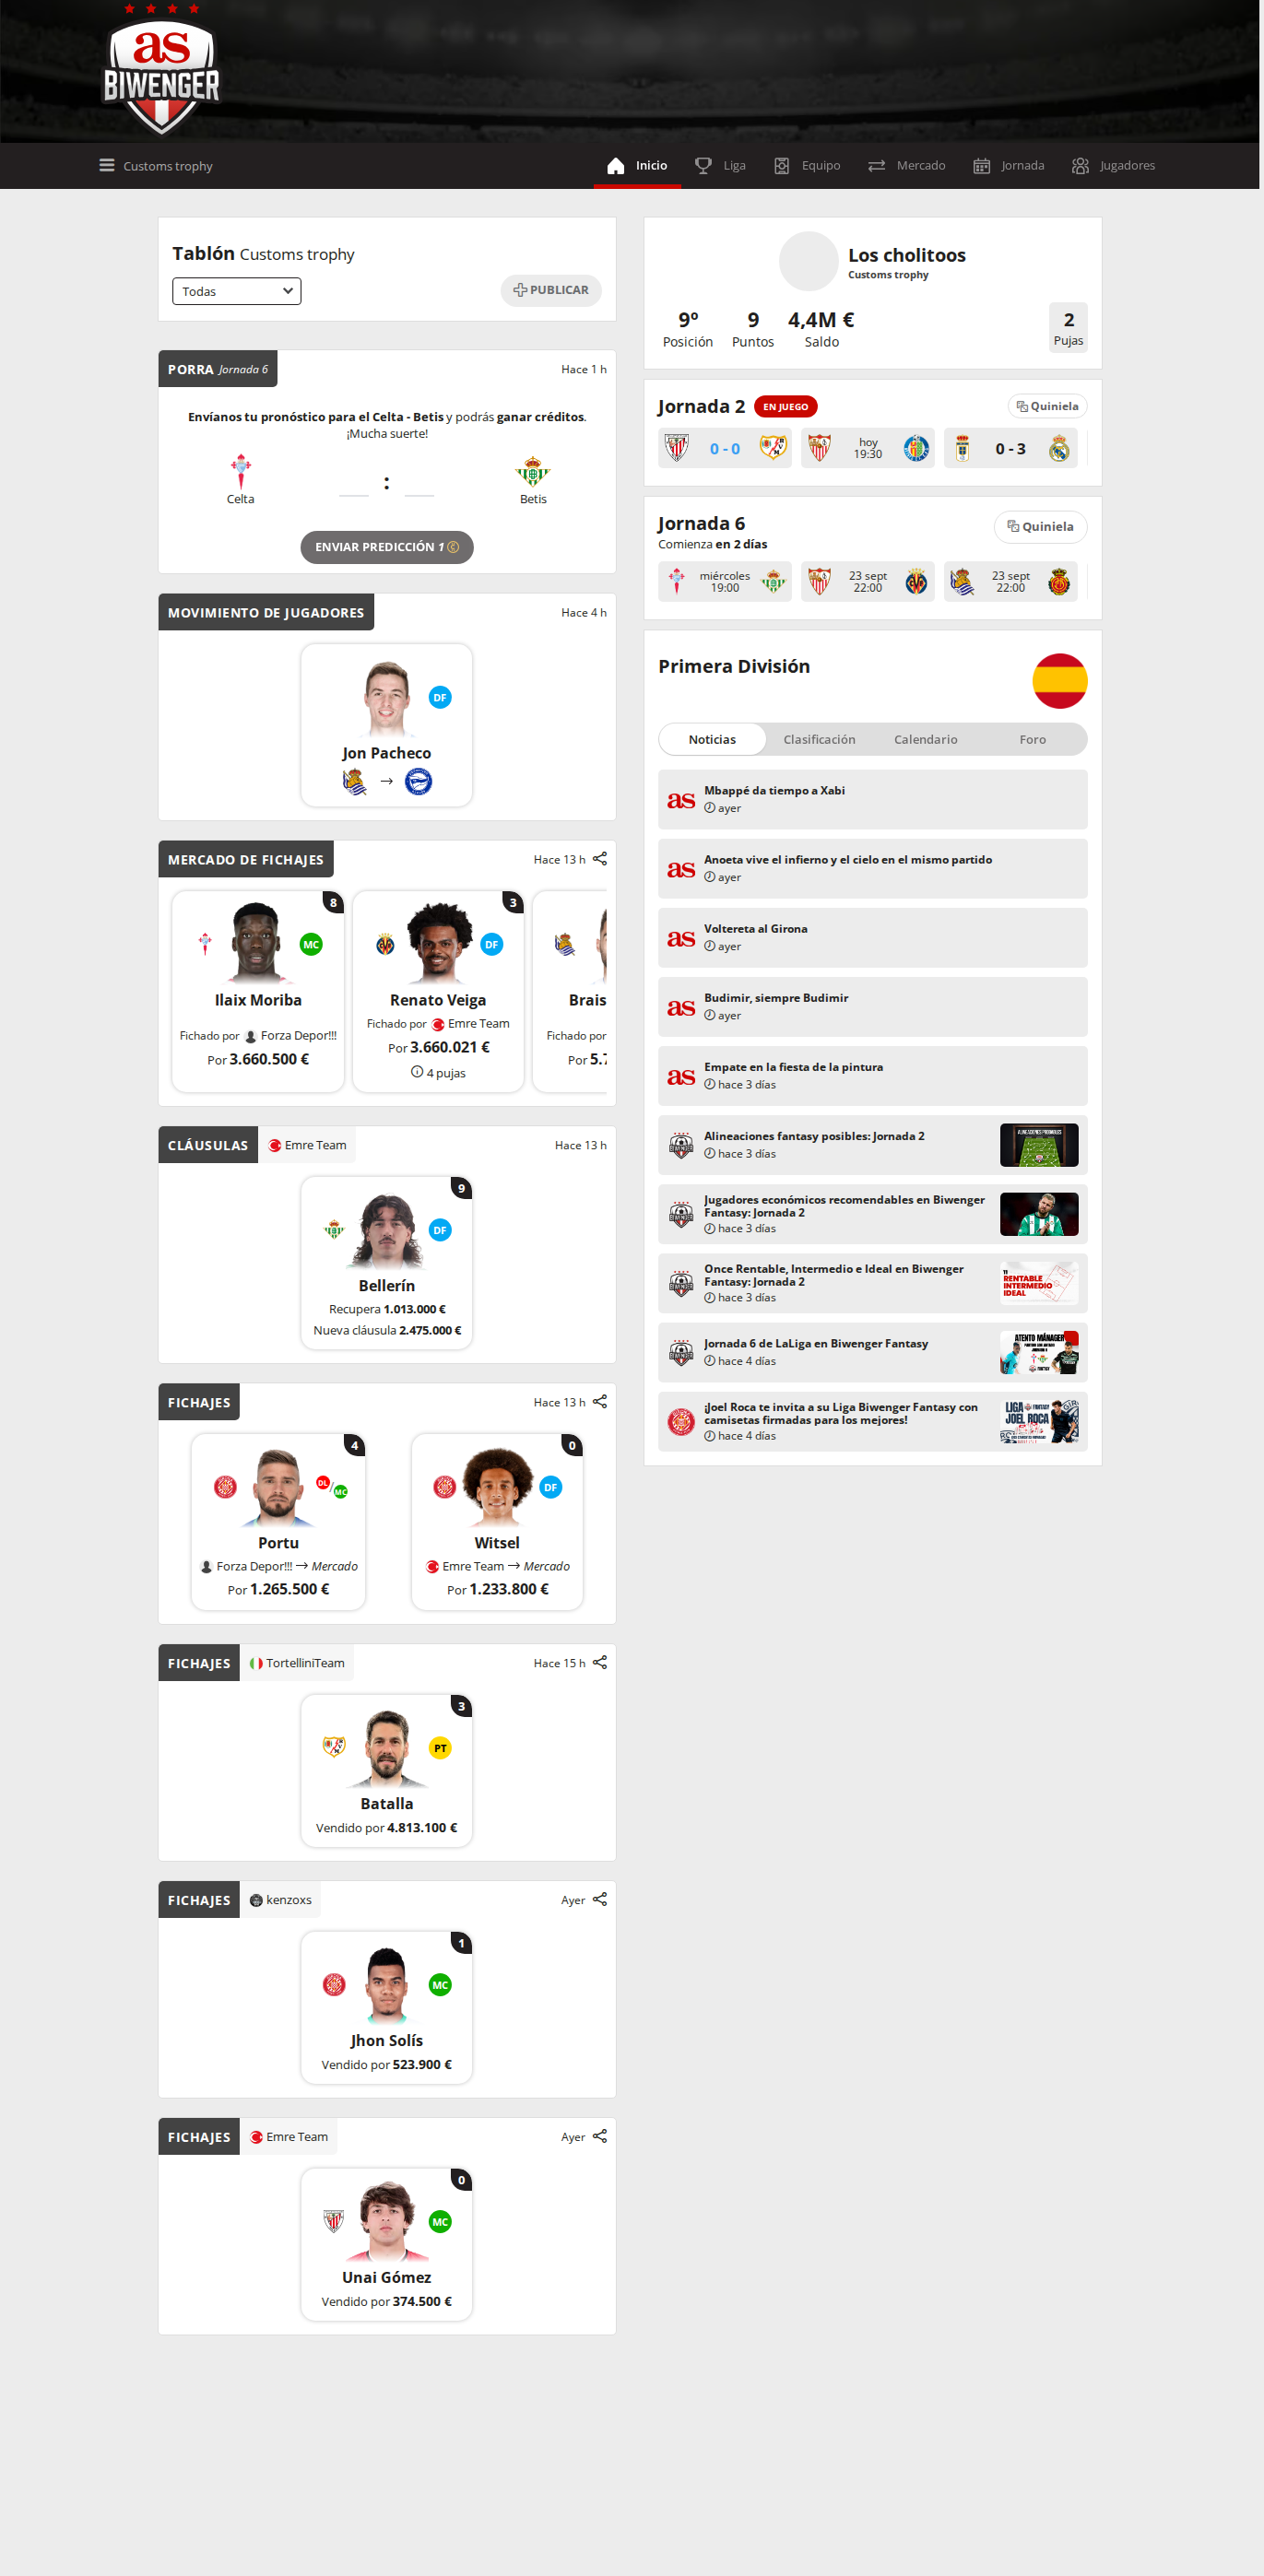 as
BIWENGER
Customs trophy
Inicio
Liga
Equipo
Mercado
Jornada
Jugadores
Tablón Customs trophy
Todas
PUBLICAR
PORRA Jornada 6
Hace 1 h
Envíanos tu pronóstico para el Celta - Betis y podrás ganar créditos.
¡Mucha suerte!
:
Celta
Betis
ENVIAR PREDICCIÓN 1
MOVIMIENTO DE JUGADORES
Hace 4 h
DF
Jon Pacheco
MERCADO DE FICHAJES
Hace 13 h
8
MC
Ilaix Moriba
Fichado por Forza Depor!!!
Por 3.660.500 €
3
DF
Renato Veiga
Fichado por Emre Team
Por 3.660.021 €
4 pujas
Brais
Fichado por
Por 5.7
CLÁUSULAS
Emre Team
Hace 13 h
9
DF
Bellerín
Recupera 1.013.000 €
Nueva cláusula 2.475.000 €
FICHAJES
Hace 13 h
4
DL/MC
Portu
Forza Depor!!! → Mercado
Por 1.265.500 €
0
DF
Witsel
Emre Team → Mercado
Por 1.233.800 €
FICHAJES
TortelliniTeam
Hace 15 h
3
PT
Batalla
Vendido por 4.813.100 €
FICHAJES
kenzoxs
Ayer
1
MC
Jhon Solís
Vendido por 523.900 €
FICHAJES
Emre Team
Ayer
0
MC
Unai Gómez
Vendido por 374.500 €
Los cholitoos
Customs trophy
9º
Posición
9
Puntos
4,4M €
Saldo
2
Pujas
Jornada 2 EN JUEGO
Quiniela
0 - 0
hoy
19:30
0 - 3
Jornada 6
Comienza en 2 días
Quiniela
miércoles
19:00
23 sept
22:00
23 sept
22:00
Primera División
Noticias
Clasificación
Calendario
Foro
as
Mbappé da tiempo a Xabi
ayer
as
Anoeta vive el infierno y el cielo en el mismo partido
ayer
as
Voltereta al Girona
ayer
as
Budimir, siempre Budimir
ayer
as
Empate en la fiesta de la pintura
hace 3 días
Alineaciones fantasy posibles: Jornada 2
hace 3 días
Jugadores económicos recomendables en Biwenger
Fantasy: Jornada 2
hace 3 días
Once Rentable, Intermedio e Ideal en Biwenger
Fantasy: Jornada 2
hace 3 días
RENTABLE
INTERMEDIO
IDEAL
Jornada 6 de LaLiga en Biwenger Fantasy
hace 4 días
ATENTO MÁNAGER
¡Joel Roca te invita a su Liga Biwenger Fantasy con
camisetas firmadas para los mejores!
hace 4 días
LIGA
JOEL ROCA